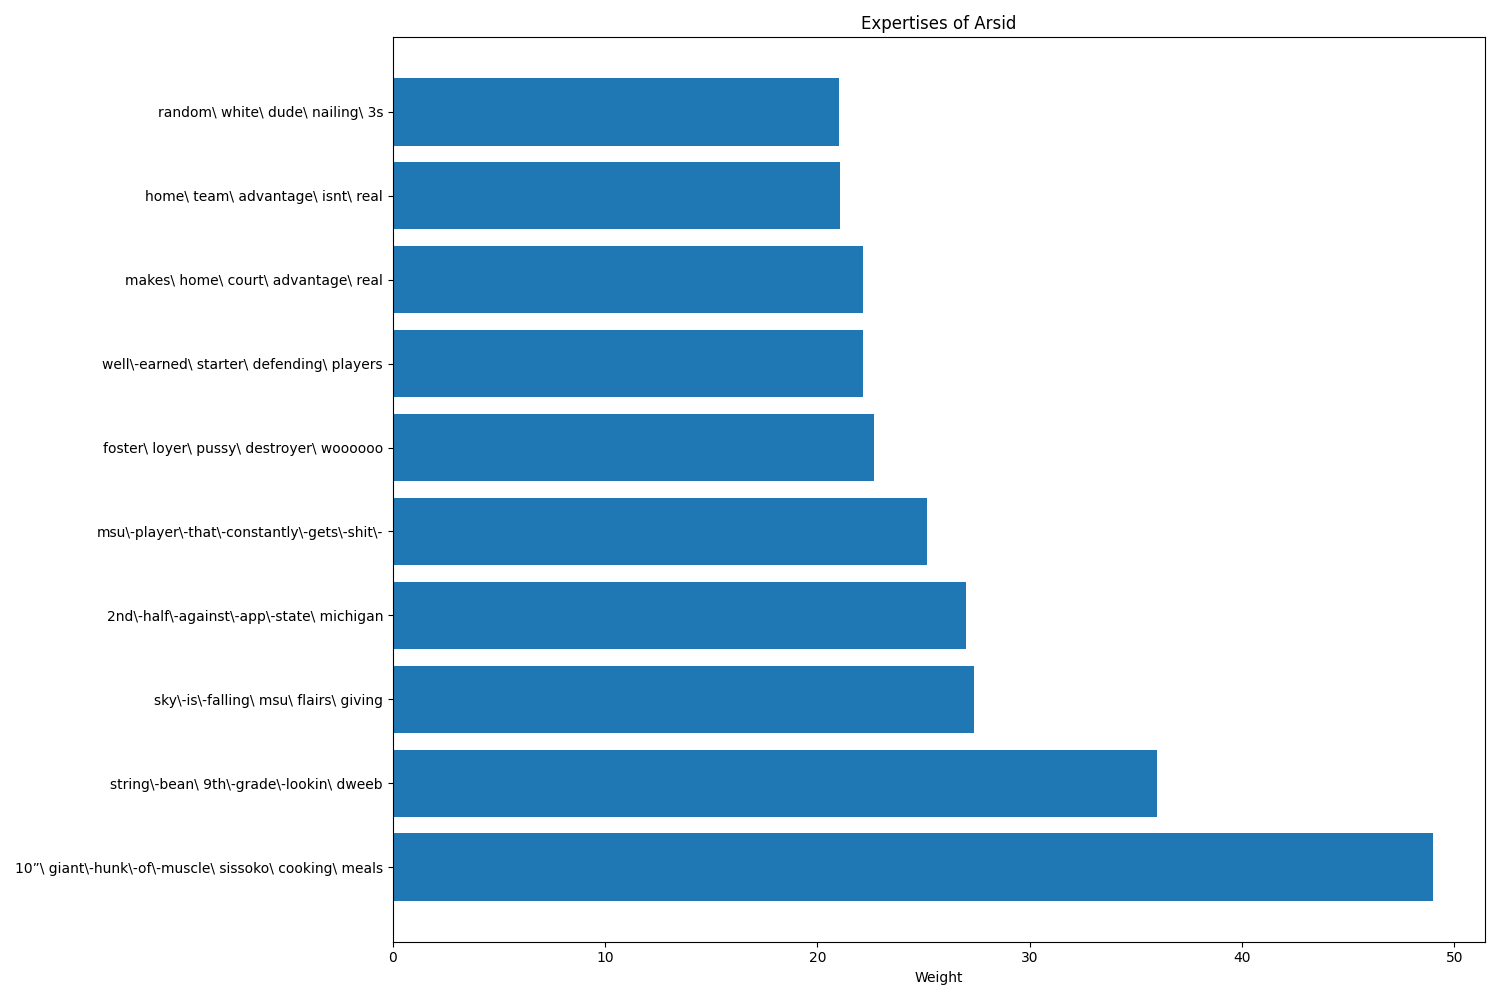 Expertises of Arsid
random\ white\ dude\ nailing\ 3s
home\ team\ advantage\ isnt\ real
makes\ home\ court\ advantage\ real
well\-earned\ starter\ defending\ players
foster\ loyer\ pussy\ destroyer\ woooooo
msu\-player\-that\-constantly\-gets\-shit\-
2nd\-half\-against\-app\-state\ michigan
sky\-is\-falling\ msu\ flairs\ giving
string\-bean\ 9th\-grade\-lookin\ dweeb
10”\ giant\-hunk\-of\-muscle\ sissoko\ cooking\ meals
0 10 20 30 40 50
Weight